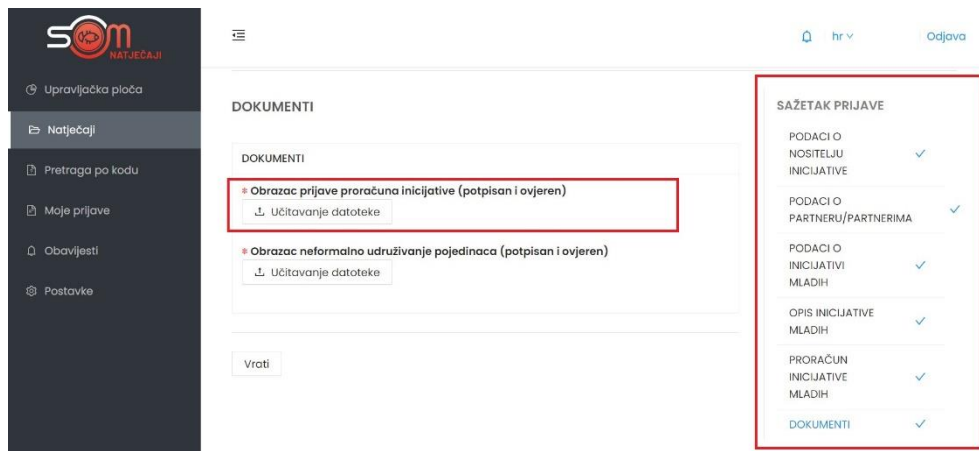 SOM
NATJEČAJI
Upravljačka ploča
Natječaji
Pretraga po kodu
Moje prijave
Obavijesti
Postavke
hr
Odjava
DOKUMENTI
DOKUMENTI
* Obrazac prijave proračuna inicijative (potpisan i ovjeren)
Učitavanje datoteke
* Obrazac neformalno udruživanje pojedinaca (potpisan i ovjeren)
Učitavanje datoteke
Vrati
SAŽETAK PRIJAVE
PODACI O
NOSITELJU
INICIJATIVE
PODACI O
PARTNERU/PARTNERIMA
PODACI O
INICIJATIVI
MLADIH
OPIS INICIJATIVE
MLADIH
PRORAČUN
INICIJATIVE
MLADIH
DOKUMENTI